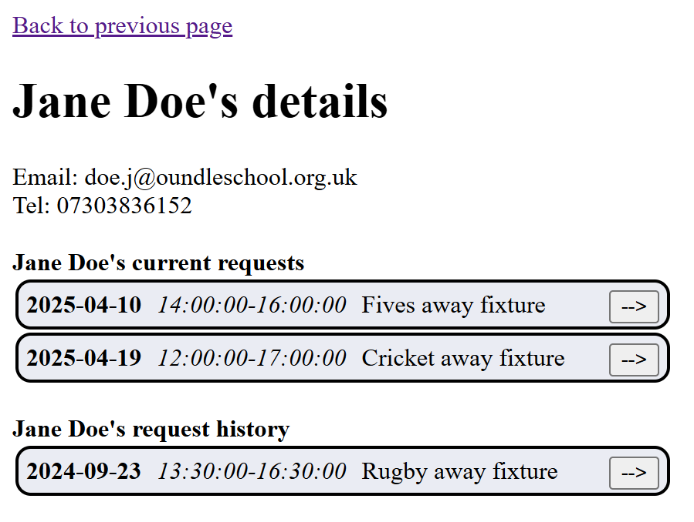 Back to previous page
Jane Doe's details
Email: doe.j@oundleschool.org.uk
Tel: 07303836152
Jane Doe's current requests
2025-04-10 14:00:00-16:00:00 Fives away fixture -->
2025-04-19 12:00:00-17:00:00 Cricket away fixture -->
Jane Doe's request history
2024-09-23 13:30:00-16:30:00 Rugby away fixture -->